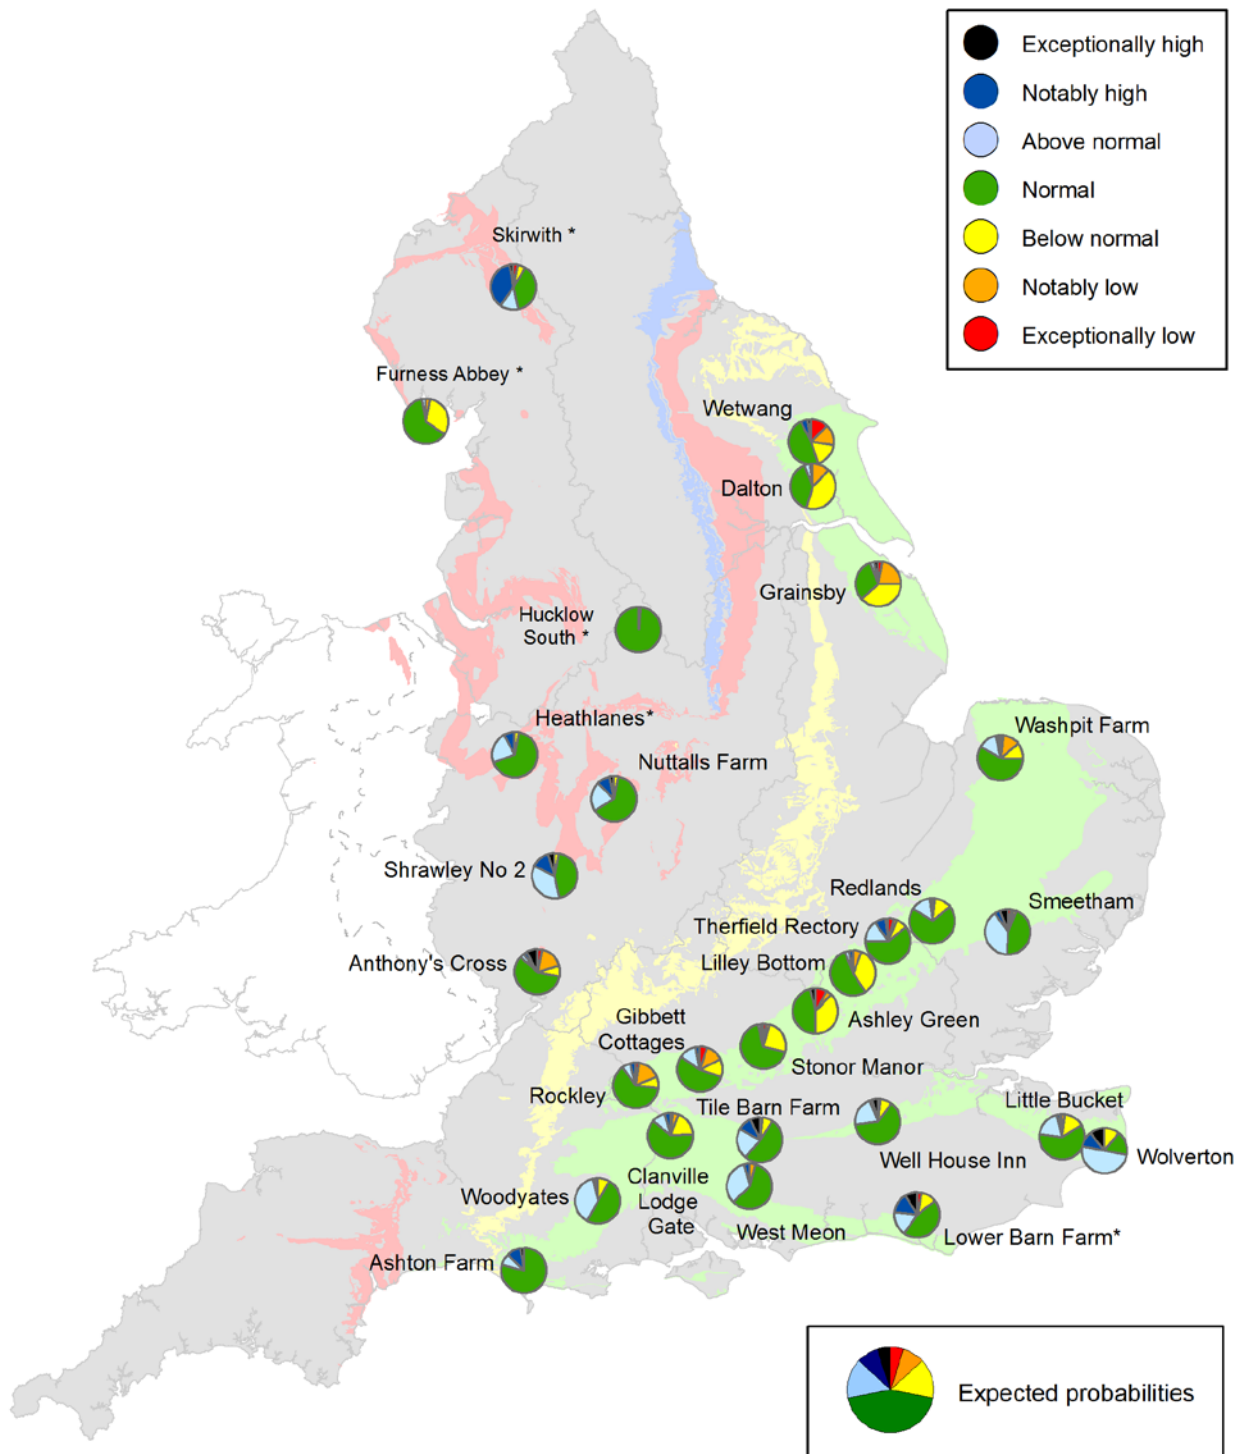 Exceptionally high
Notably high
Above normal
Normal
Below normal
Notably low
Exceptionally low
Skirwith *
Furness Abbey *
Wetwang
Dalton
Grainsby
Hucklow
South *
Heathlanes*
Nuttalls Farm
Washpit Farm
Shrawley No 2
Redlands
Smeetham
Therfield Rectory
Anthony's Cross
Lilley Bottom
Gibbett
Cottages
Ashley Green
Stonor Manor
Rockley
Tile Barn Farm
Little Bucket
Well House Inn
Wolverton
Woodyates
Clanville
Lodge
Gate
West Meon
Lower Barn Farm*
Ashton Farm
Expected probabilities